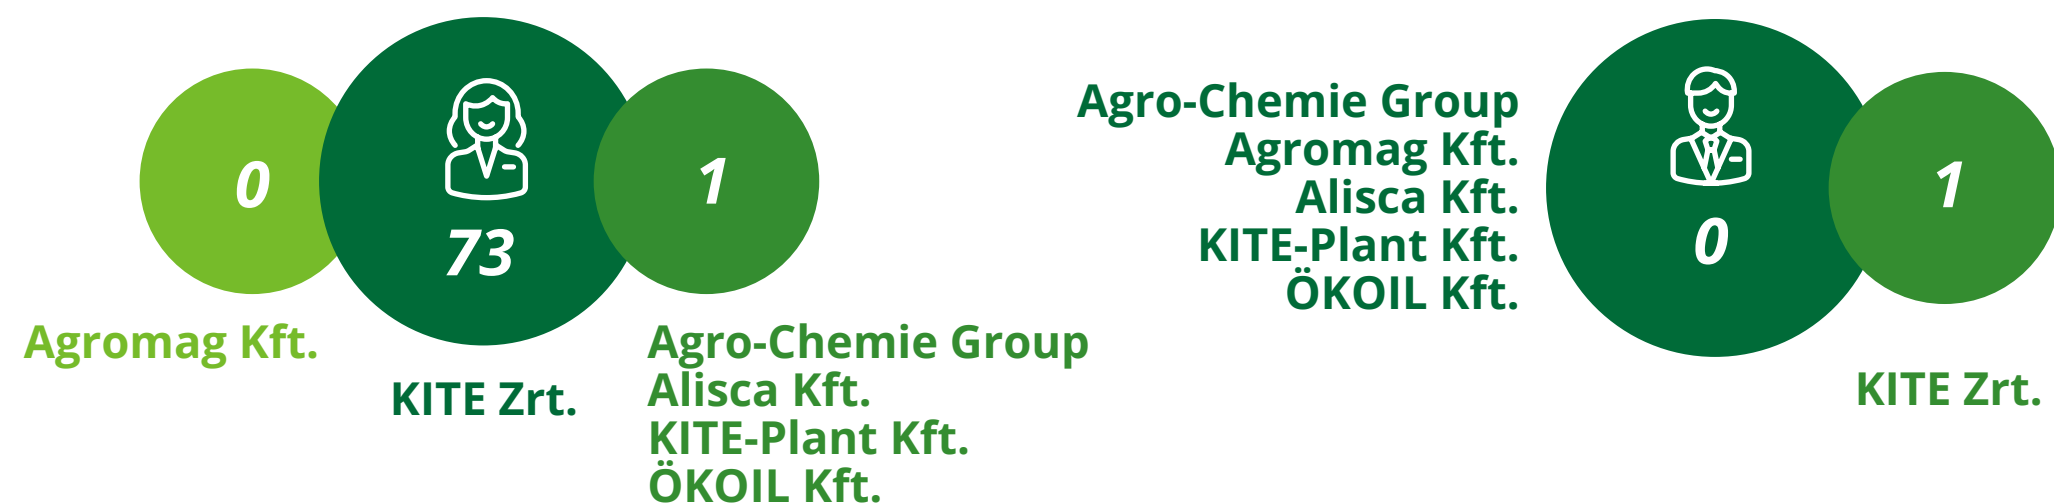 0
73
1
Agromag Kft.
KITE Zrt.
Agro-Chemie Group
Alisca Kft.
KITE-Plant Kft.
ÖKOIL Kft.
Agro-Chemie Group
Agromag Kft.
Alisca Kft.
KITE-Plant Kft.
ÖKOIL Kft.
0
1
KITE Zrt.